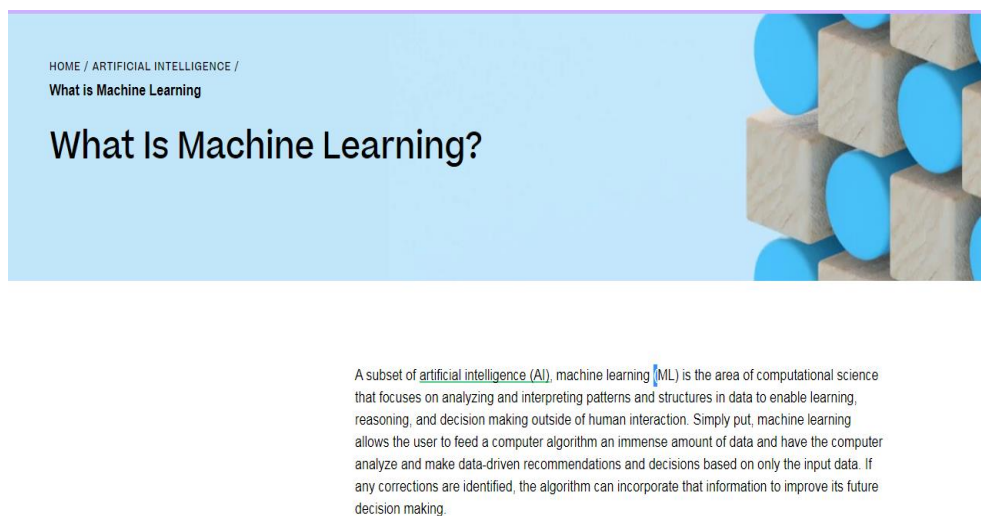 HOME / ARTIFICIAL INTELLIGENCE /
What is Machine Learning
What Is Machine Learning?
A subset of artificial intelligence (AI), machine learning (ML) is the area of computational science
that focuses on analyzing and interpreting patterns and structures in data to enable learning,
reasoning, and decision making outside of human interaction. Simply put, machine learning
allows the user to feed a computer algorithm an immense amount of data and have the computer
analyze and make data-driven recommendations and decisions based on only the input data. If
any corrections are identified, the algorithm can incorporate that information to improve its future
decision making.